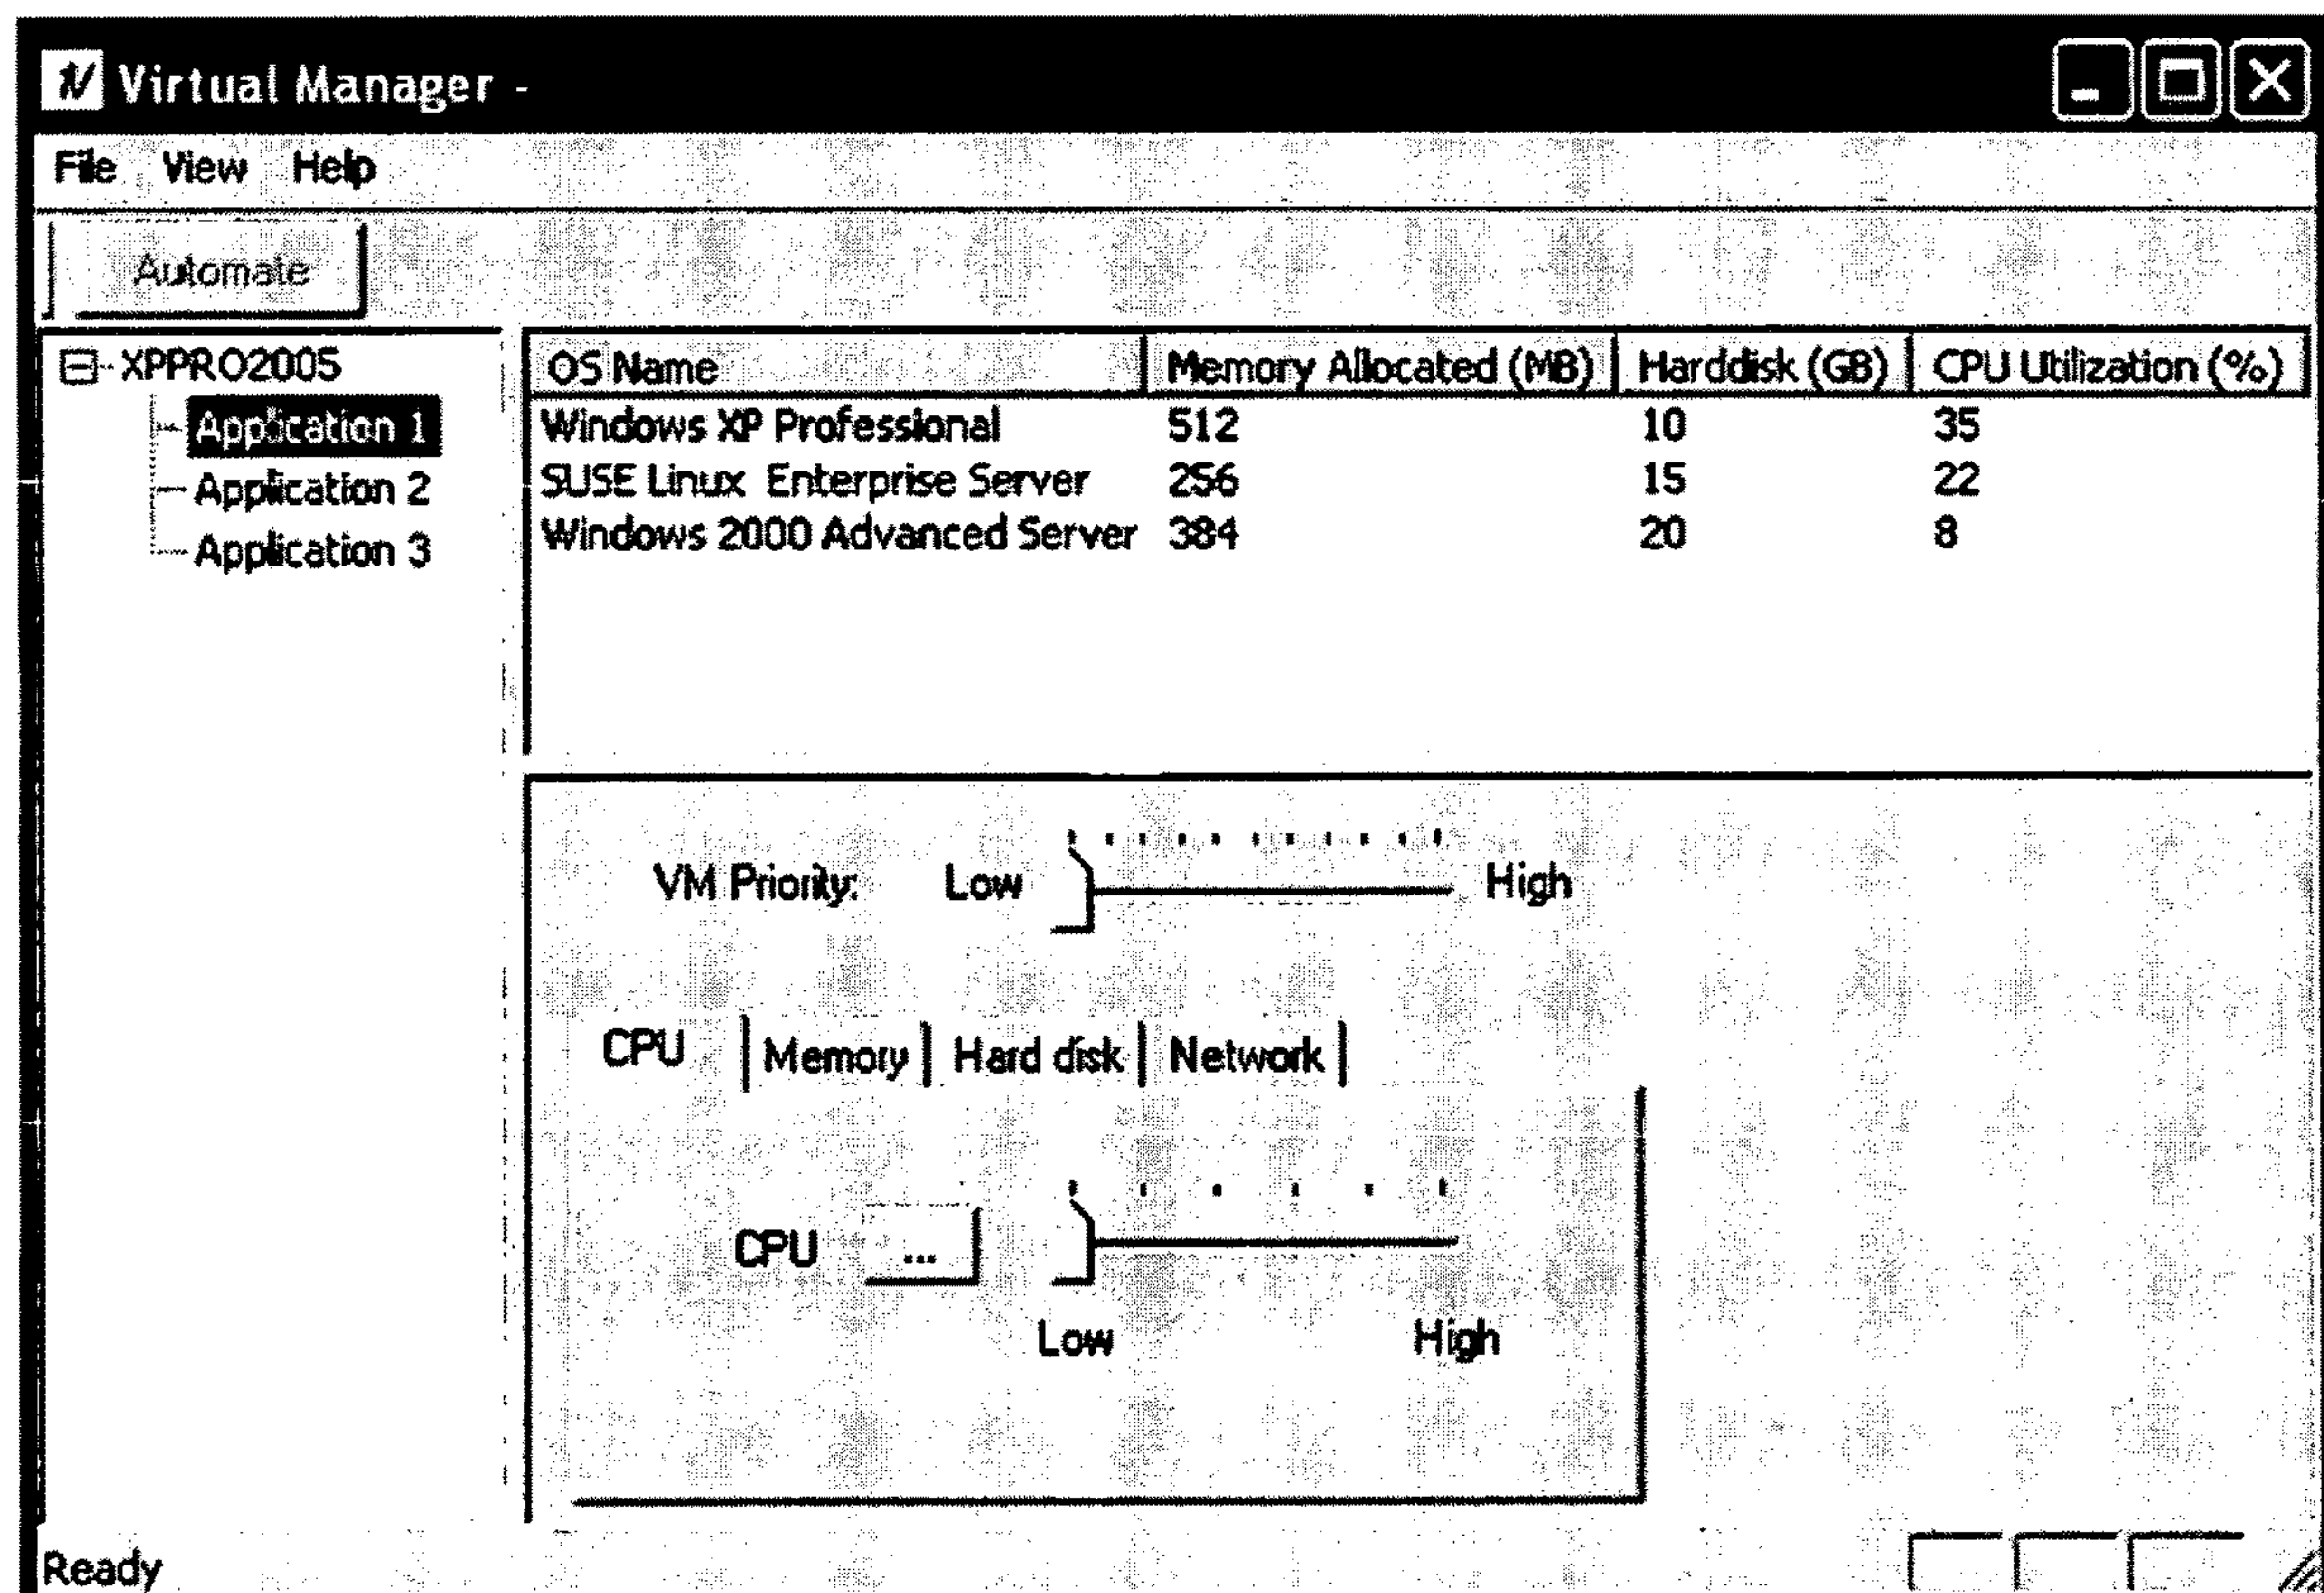 Virtual Manager -
File View Help
Automate
XPPRO2005
Application 1
Application 2
Application 3
OS Name Memory Allocated (MB) Harddisk (GB) CPU Utilization (%)
Windows XP Professional 512 10 35
SUSE Linux Enterprise Server 256 15 22
Windows 2000 Advanced Server 384 20 8
VM Priority: Low High
CPU Memory Hard disk Network
CPU ...
Low High
Ready